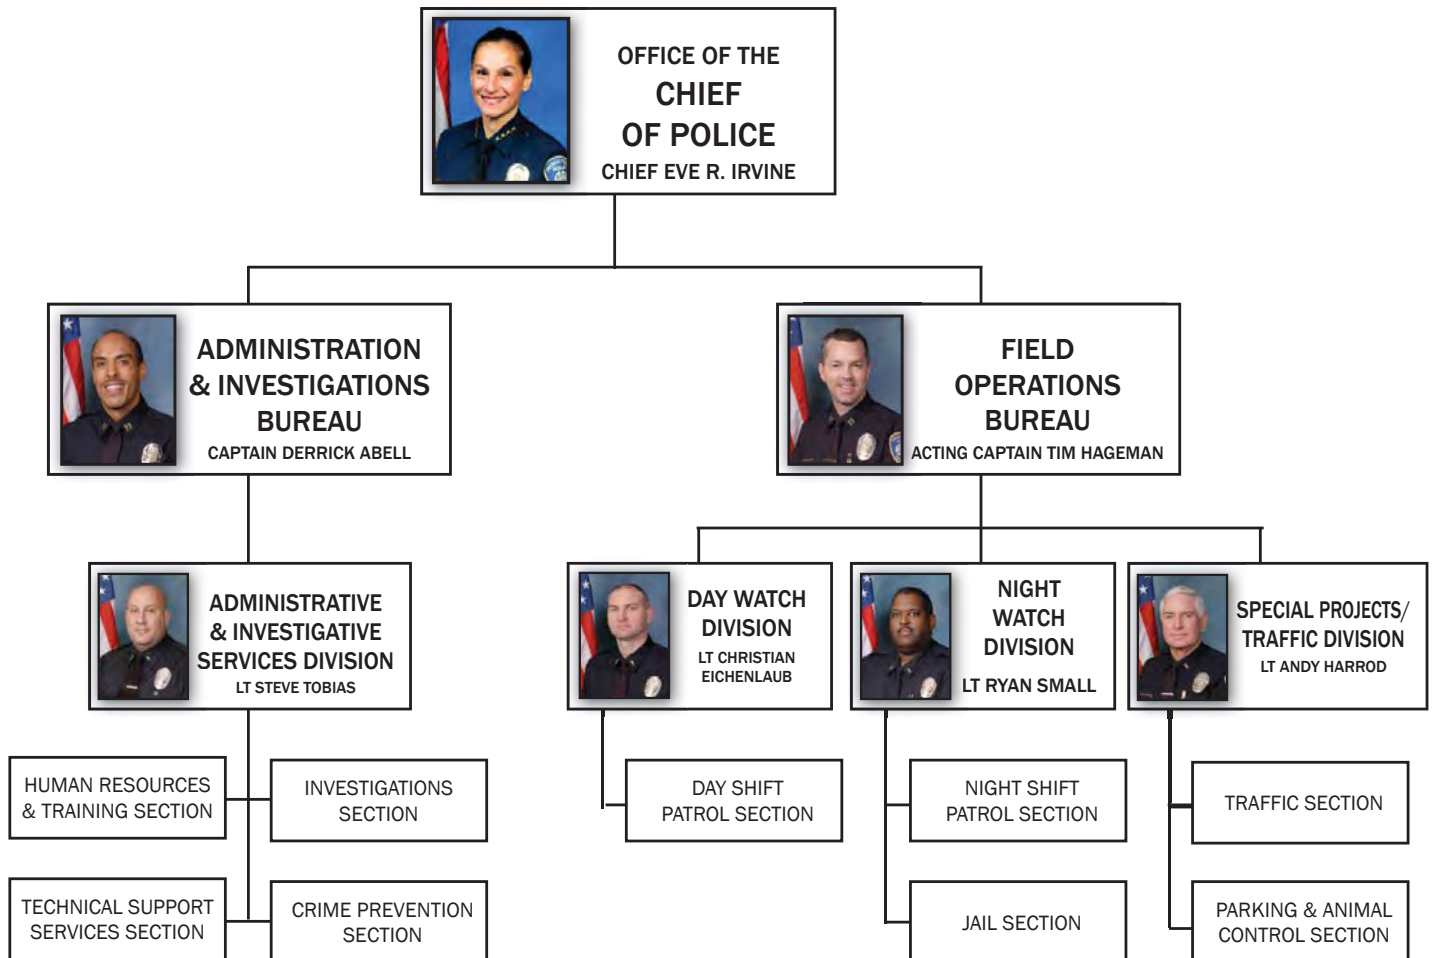 OFFICE OF THE
CHIEF
OF POLICE
CHIEF EVE R. IRVINE
ADMINISTRATION
& INVESTIGATIONS
BUREAU
CAPTAIN DERRICK ABELL
FIELD
OPERATIONS
BUREAU
ACTING CAPTAIN TIM HAGEMAN
ADMINISTRATIVE
& INVESTIGATIVE
SERVICES DIVISION
LT STEVE TOBIAS
DAY WATCH
DIVISION
LT CHRISTIAN
EICHENLAUB
NIGHT
WATCH
DIVISION
LT RYAN SMALL
SPECIAL PROJECTS/
TRAFFIC DIVISION
LT ANDY HARROD
HUMAN RESOURCES
& TRAINING SECTION
INVESTIGATIONS
SECTION
DAY SHIFT
PATROL SECTION
NIGHT SHIFT
PATROL SECTION
TRAFFIC SECTION
TECHNICAL SUPPORT
SERVICES SECTION
CRIME PREVENTION
SECTION
JAIL SECTION
PARKING & ANIMAL
CONTROL SECTION